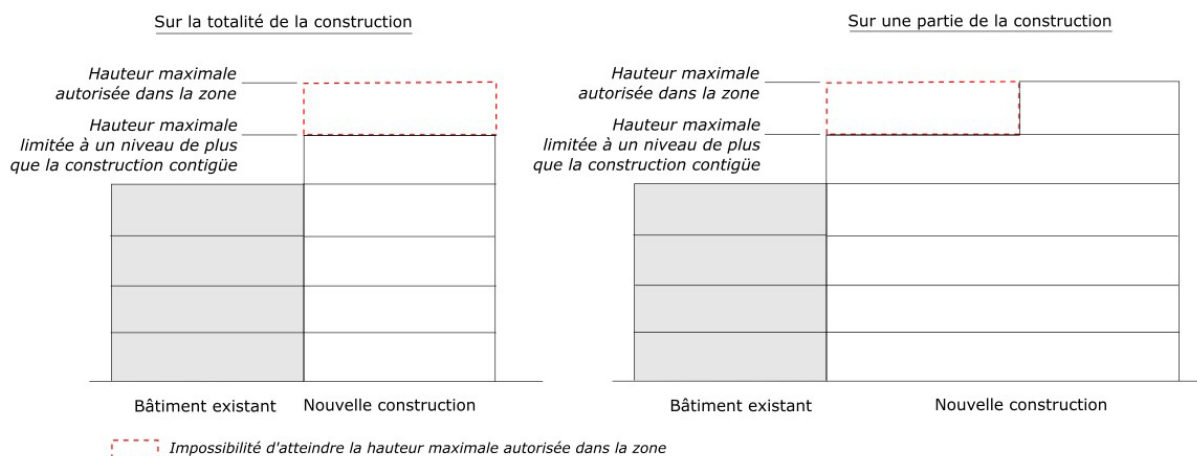 Sur la totalité de la construction
Hauteur maximale
autorisée dans la zone
Hauteur maximale
limitée à un niveau de plus
que la construction contigüe
Bâtiment existant
Nouvelle construction
Sur une partie de la construction
Hauteur maximale
autorisée dans la zone
Hauteur maximale
limitée à un niveau de plus
que la construction contigüe
Bâtiment existant
Nouvelle construction
Impossibilité d'atteindre la hauteur maximale autorisée dans la zone